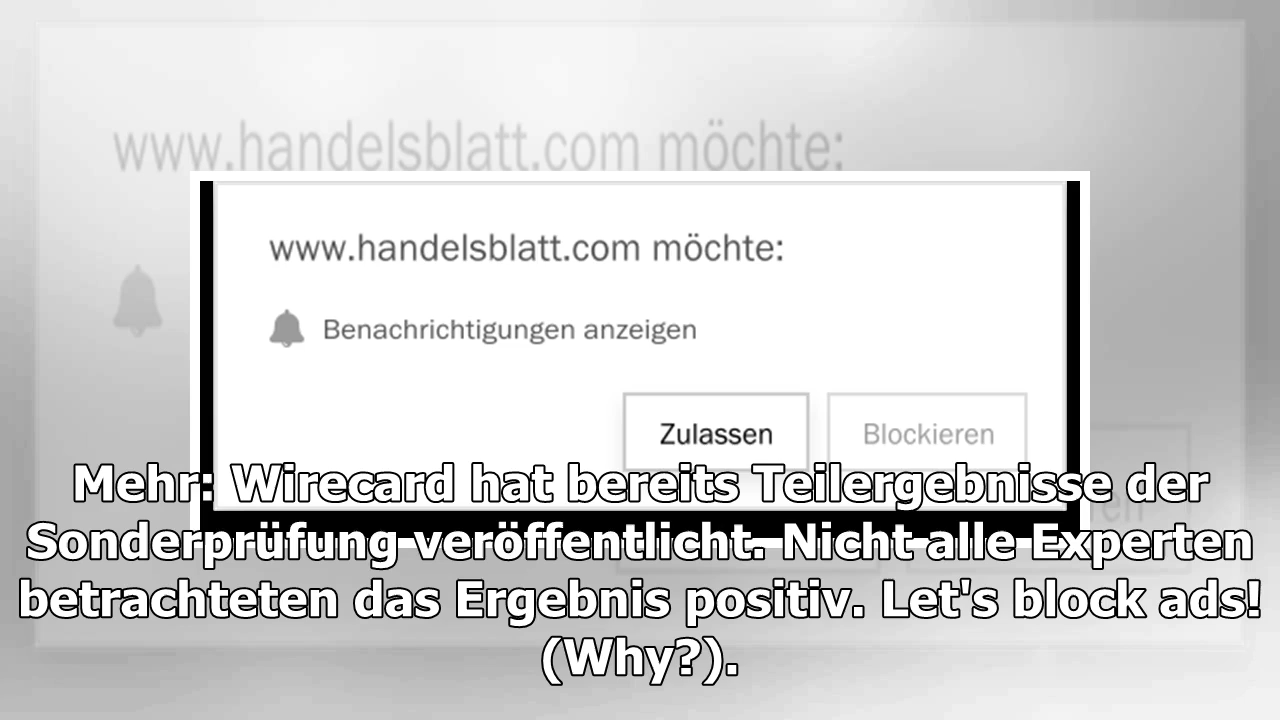 www.handelsblatt.com möchte:
www.handelsblatt.com möchte:
Benachrichtigungen anzeigen
Zulassen Blockieren
Mehr: Wirecard hat bereits Teilergebnisse der
Sonderprüfung veröffentlicht. Nicht alle Experten
betrachteten das Ergebnis positiv. Let's block ads!
(Why?).